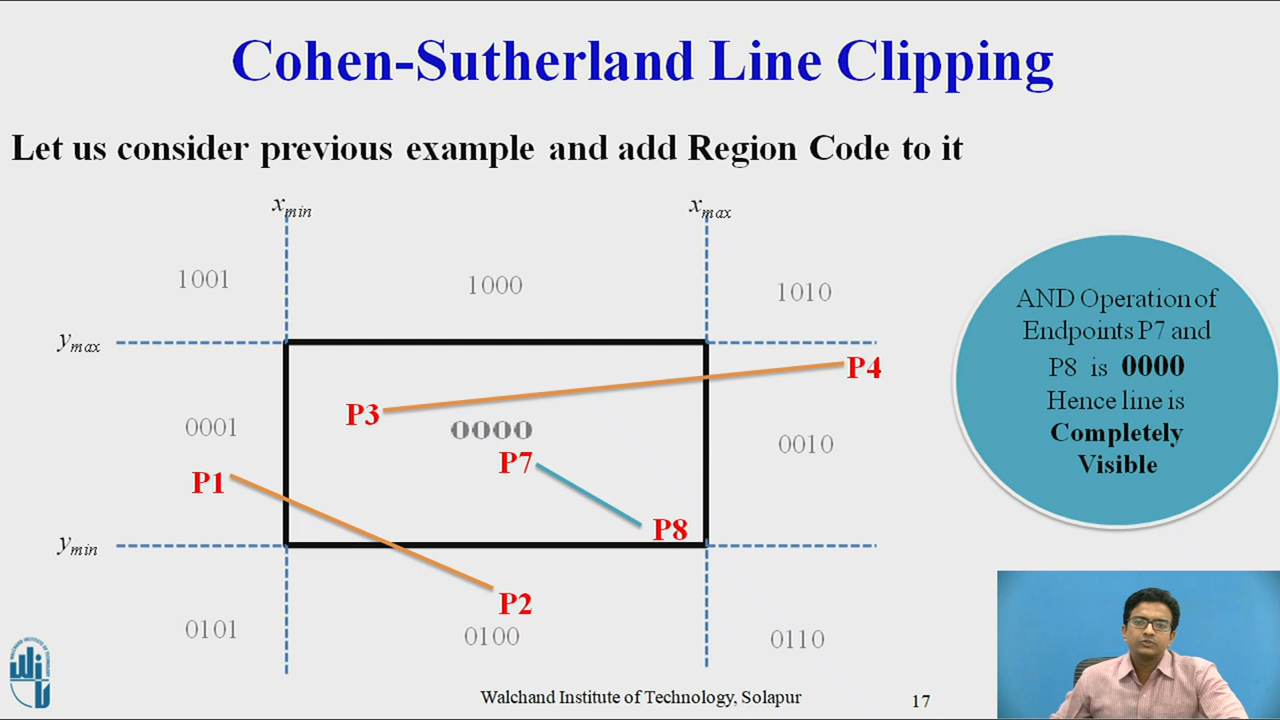 Cohen-Sutherland Line Clipping
Let us consider previous example and add Region Code to it
xmin
xmax
1001
1000
1010
ymax
P4
P3
0001
0000
0010
P7
P1
P8
ymin
P2
0101
0100
0110
AND Operation of
Endpoints P7 and
P8 is 0000
Hence line is
Completely
Visible
Walchand Institute of Technology, Solapur
17